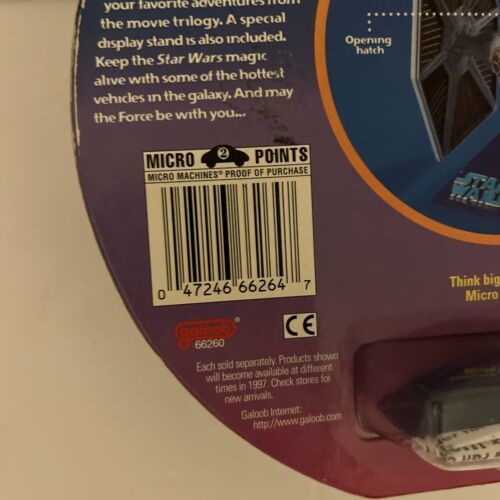 your favorite adventures from
the movie trilogy. A special
display stand is also included.
Keep the Star Wars magic
alive with some of the hottest
vehicles in the galaxy. And may
the Force be with you...
Opening
hatch
MICRO 2 POINTS
MICRO MACHINES® PROOF OF PURCHASE
0 47246 66264 7
galoob®
66260
CE
Each sold separately. Products shown
will become available at different
times in 1997. Check stores for
new arrivals.
Galoob Internet:
http://www.galoob.com
STAR
WARS
Think big
Micro